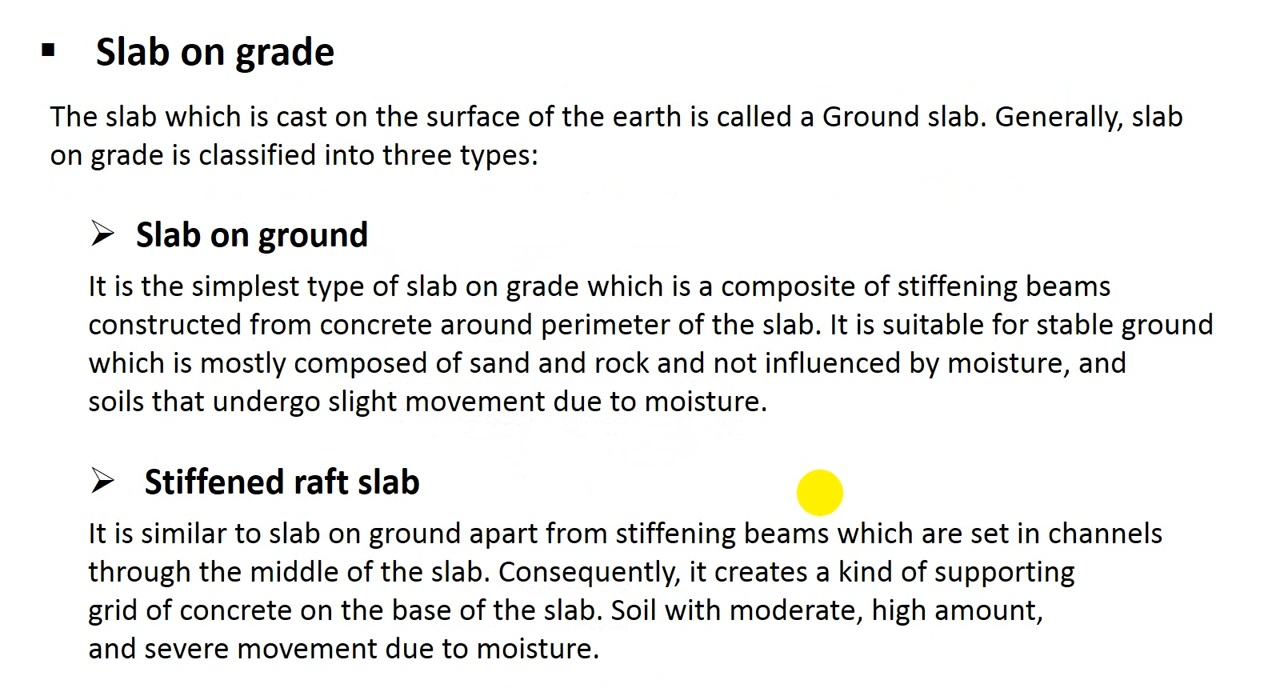 Slab on grade
The slab which is cast on the surface of the earth is called a Ground slab. Generally, slab
on grade is classified into three types:
Slab on ground
It is the simplest type of slab on grade which is a composite of stiffening beams
constructed from concrete around perimeter of the slab. It is suitable for stable ground
which is mostly composed of sand and rock and not influenced by moisture, and
soils that undergo slight movement due to moisture.
Stiffened raft slab
It is similar to slab on ground apart from stiffening beams which are set in channels
through the middle of the slab. Consequently, it creates a kind of supporting
grid of concrete on the base of the slab. Soil with moderate, high amount,
and severe movement due to moisture.